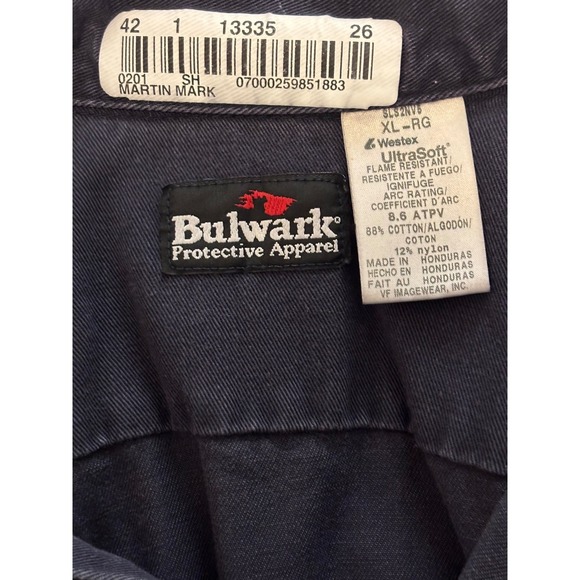 42 1 13335 26
0201 SH 07000259851883
MARTIN MARK
SLS2NV5
XL-RG
Westex
UltraSoft®
FLAME RESISTANT/
RESISTENTE A FUEGO/
IGNIFUGE
ARC RATING/
COEFFICIENT D'ARC
8.6 ATPV
88% COTTON/ALGODÓN/
COTON
12% nylon
MADE IN HONDURAS
HECHO EN HONDURAS
FAIT AU HONDURAS
VF IMAGEWEAR, INC.
Bulwark®
Protective Apparel